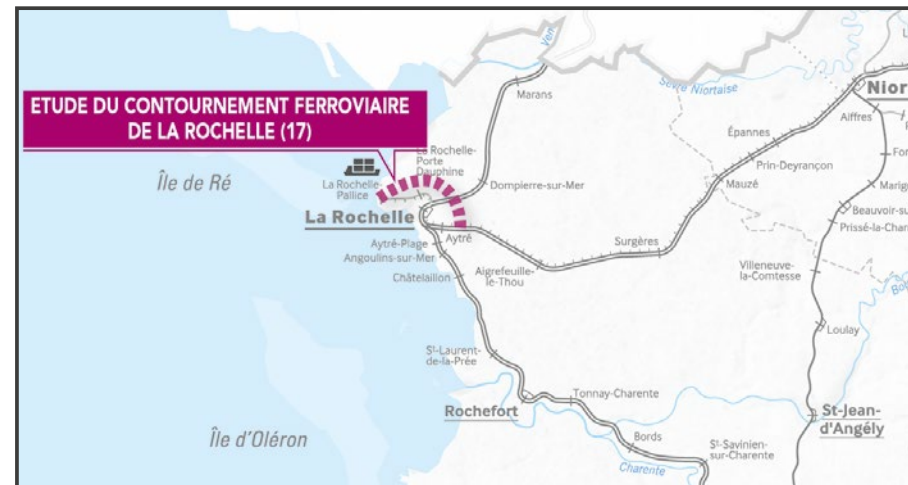 ETUDE DU CONTOURNEMENT FERROVIAIRE
DE LA ROCHELLE (17)
Île de Ré
Île d'Oléron
La Rochelle-
Porte
Dauphine
La Rochelle-
Pallice
La Rochelle
Aytré-Plage
Aytré
Angoulins-sur-Mer
Châtelaillon
Marans
Dompierre-sur-Mer
Sèvre Niortaise
Nior
Aiffres
Épannes
Prin-Deyrançon
Mauzé
Surgères
Aigrefeuille-
le-Thou
Beauvoir-su
Prissé-la-Char
Villeneuve-
la-Comtesse
Loulay
St-Laurent-
de-la-Prée
Rochefort
Tonnay-Charente
Bords
St-Savinien-
sur-Charente
Charente
St-Jean-
d'Angély